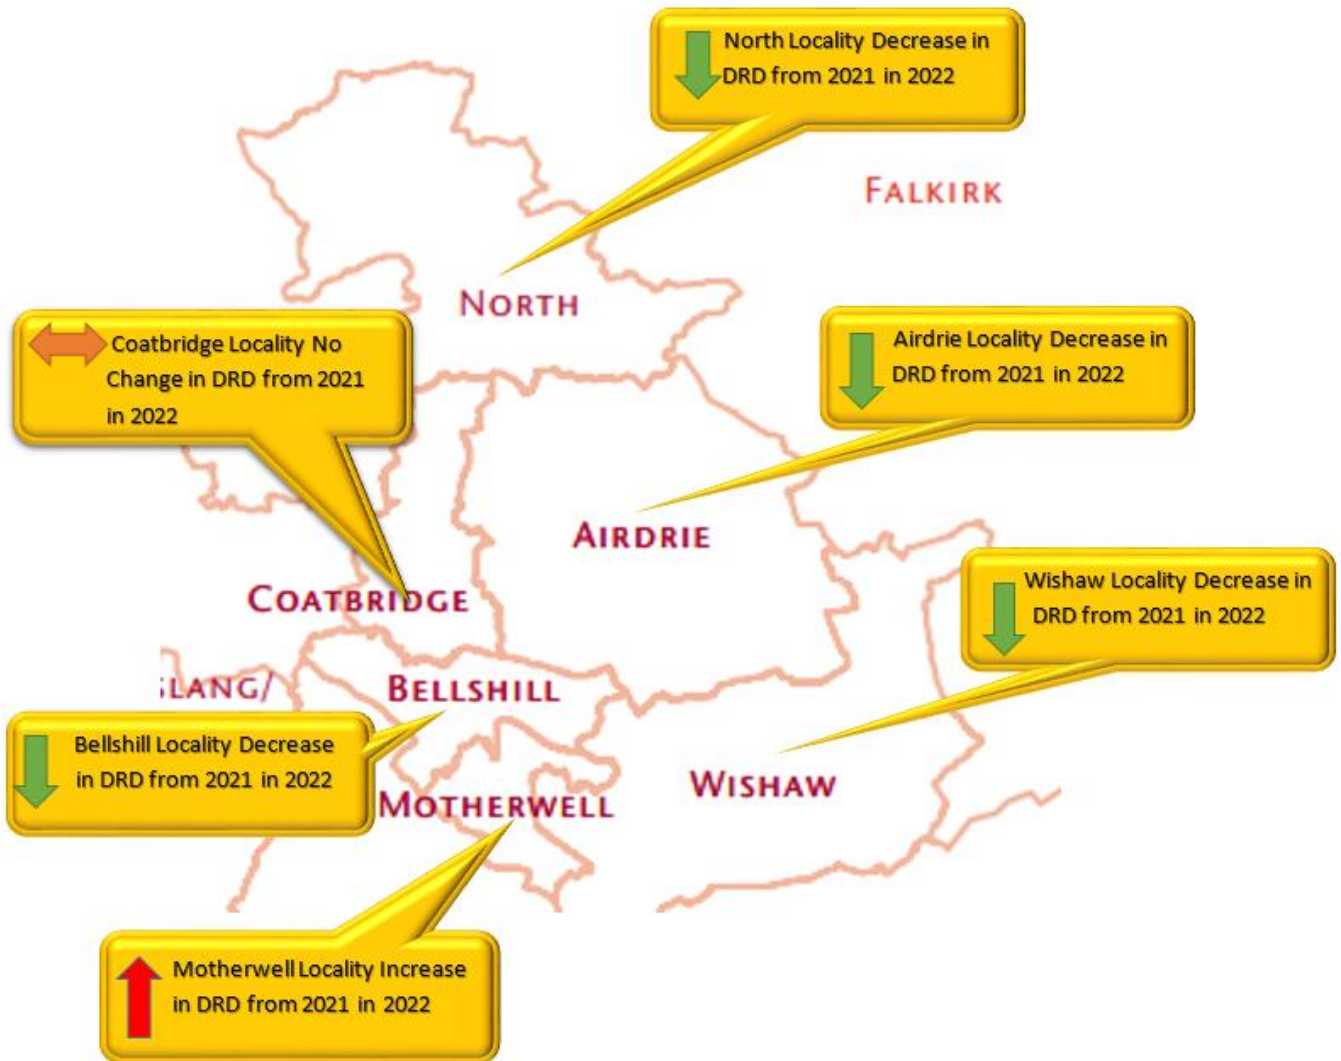 North Locality Decrease in
DRD from 2021 in 2022
FALKIRK
NORTH
Coatbridge Locality No
Change in DRD from 2021
in 2022
Airdrie Locality Decrease in
DRD from 2021 in 2022
AIRDRIE
COATBRIDGE
Wishaw Locality Decrease in
DRD from 2021 in 2022
SLANG/
BELLSHILL
Bellshill Locality Decrease
in DRD from 2021 in 2022
WISHAW
MOTHERWELL
Motherwell Locality Increase
in DRD from 2021 in 2022